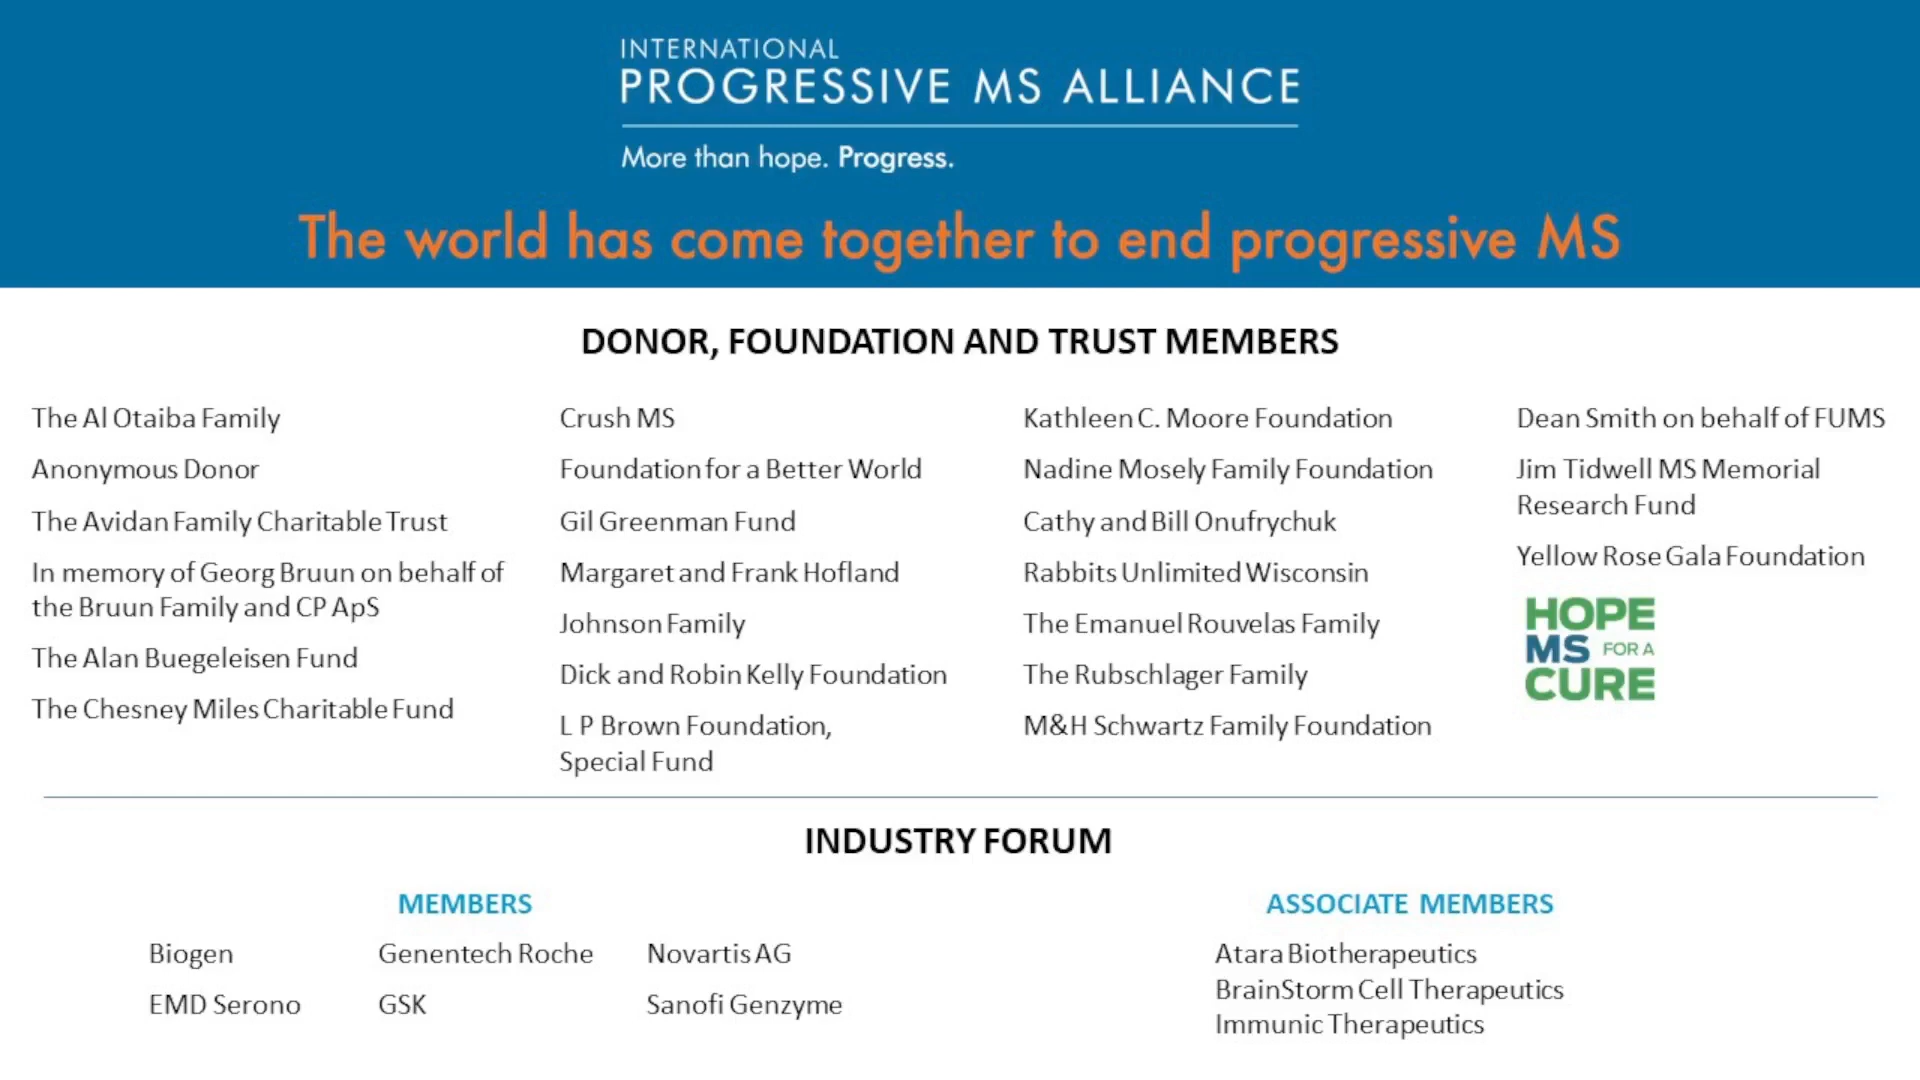 INTERNATIONAL
PROGRESSIVE MS ALLIANCE
More than hope. Progress.
The world has come together to end progressive MS
DONOR, FOUNDATION AND TRUST MEMBERS
The Al Otaiba Family
Anonymous Donor
The Avidan Family Charitable Trust
In memory of Georg Bruun on behalf of
the Bruun Family and CP ApS
The Alan Buegeleisen Fund
The Chesney Miles Charitable Fund
Crush MS
Foundation for a Better World
Gil Greenman Fund
Margaret and Frank Hofland
Johnson Family
Dick and Robin Kelly Foundation
L P Brown Foundation,
Special Fund
Kathleen C. Moore Foundation
Nadine Mosely Family Foundation
Cathy and Bill Onufrychuk
Rabbits Unlimited Wisconsin
The Emanuel Rouvelas Family
The Rubschlager Family
M&H Schwartz Family Foundation
Dean Smith on behalf of FUMS
Jim Tidwell MS Memorial
Research Fund
Yellow Rose Gala Foundation
HOPE
MS FOR A
CURE
INDUSTRY FORUM
MEMBERS
Biogen
EMD Serono
Genentech Roche
GSK
Novartis AG
Sanofi Genzyme
ASSOCIATE MEMBERS
Atara Biotherapeutics
BrainStorm Cell Therapeutics
Immunic Therapeutics